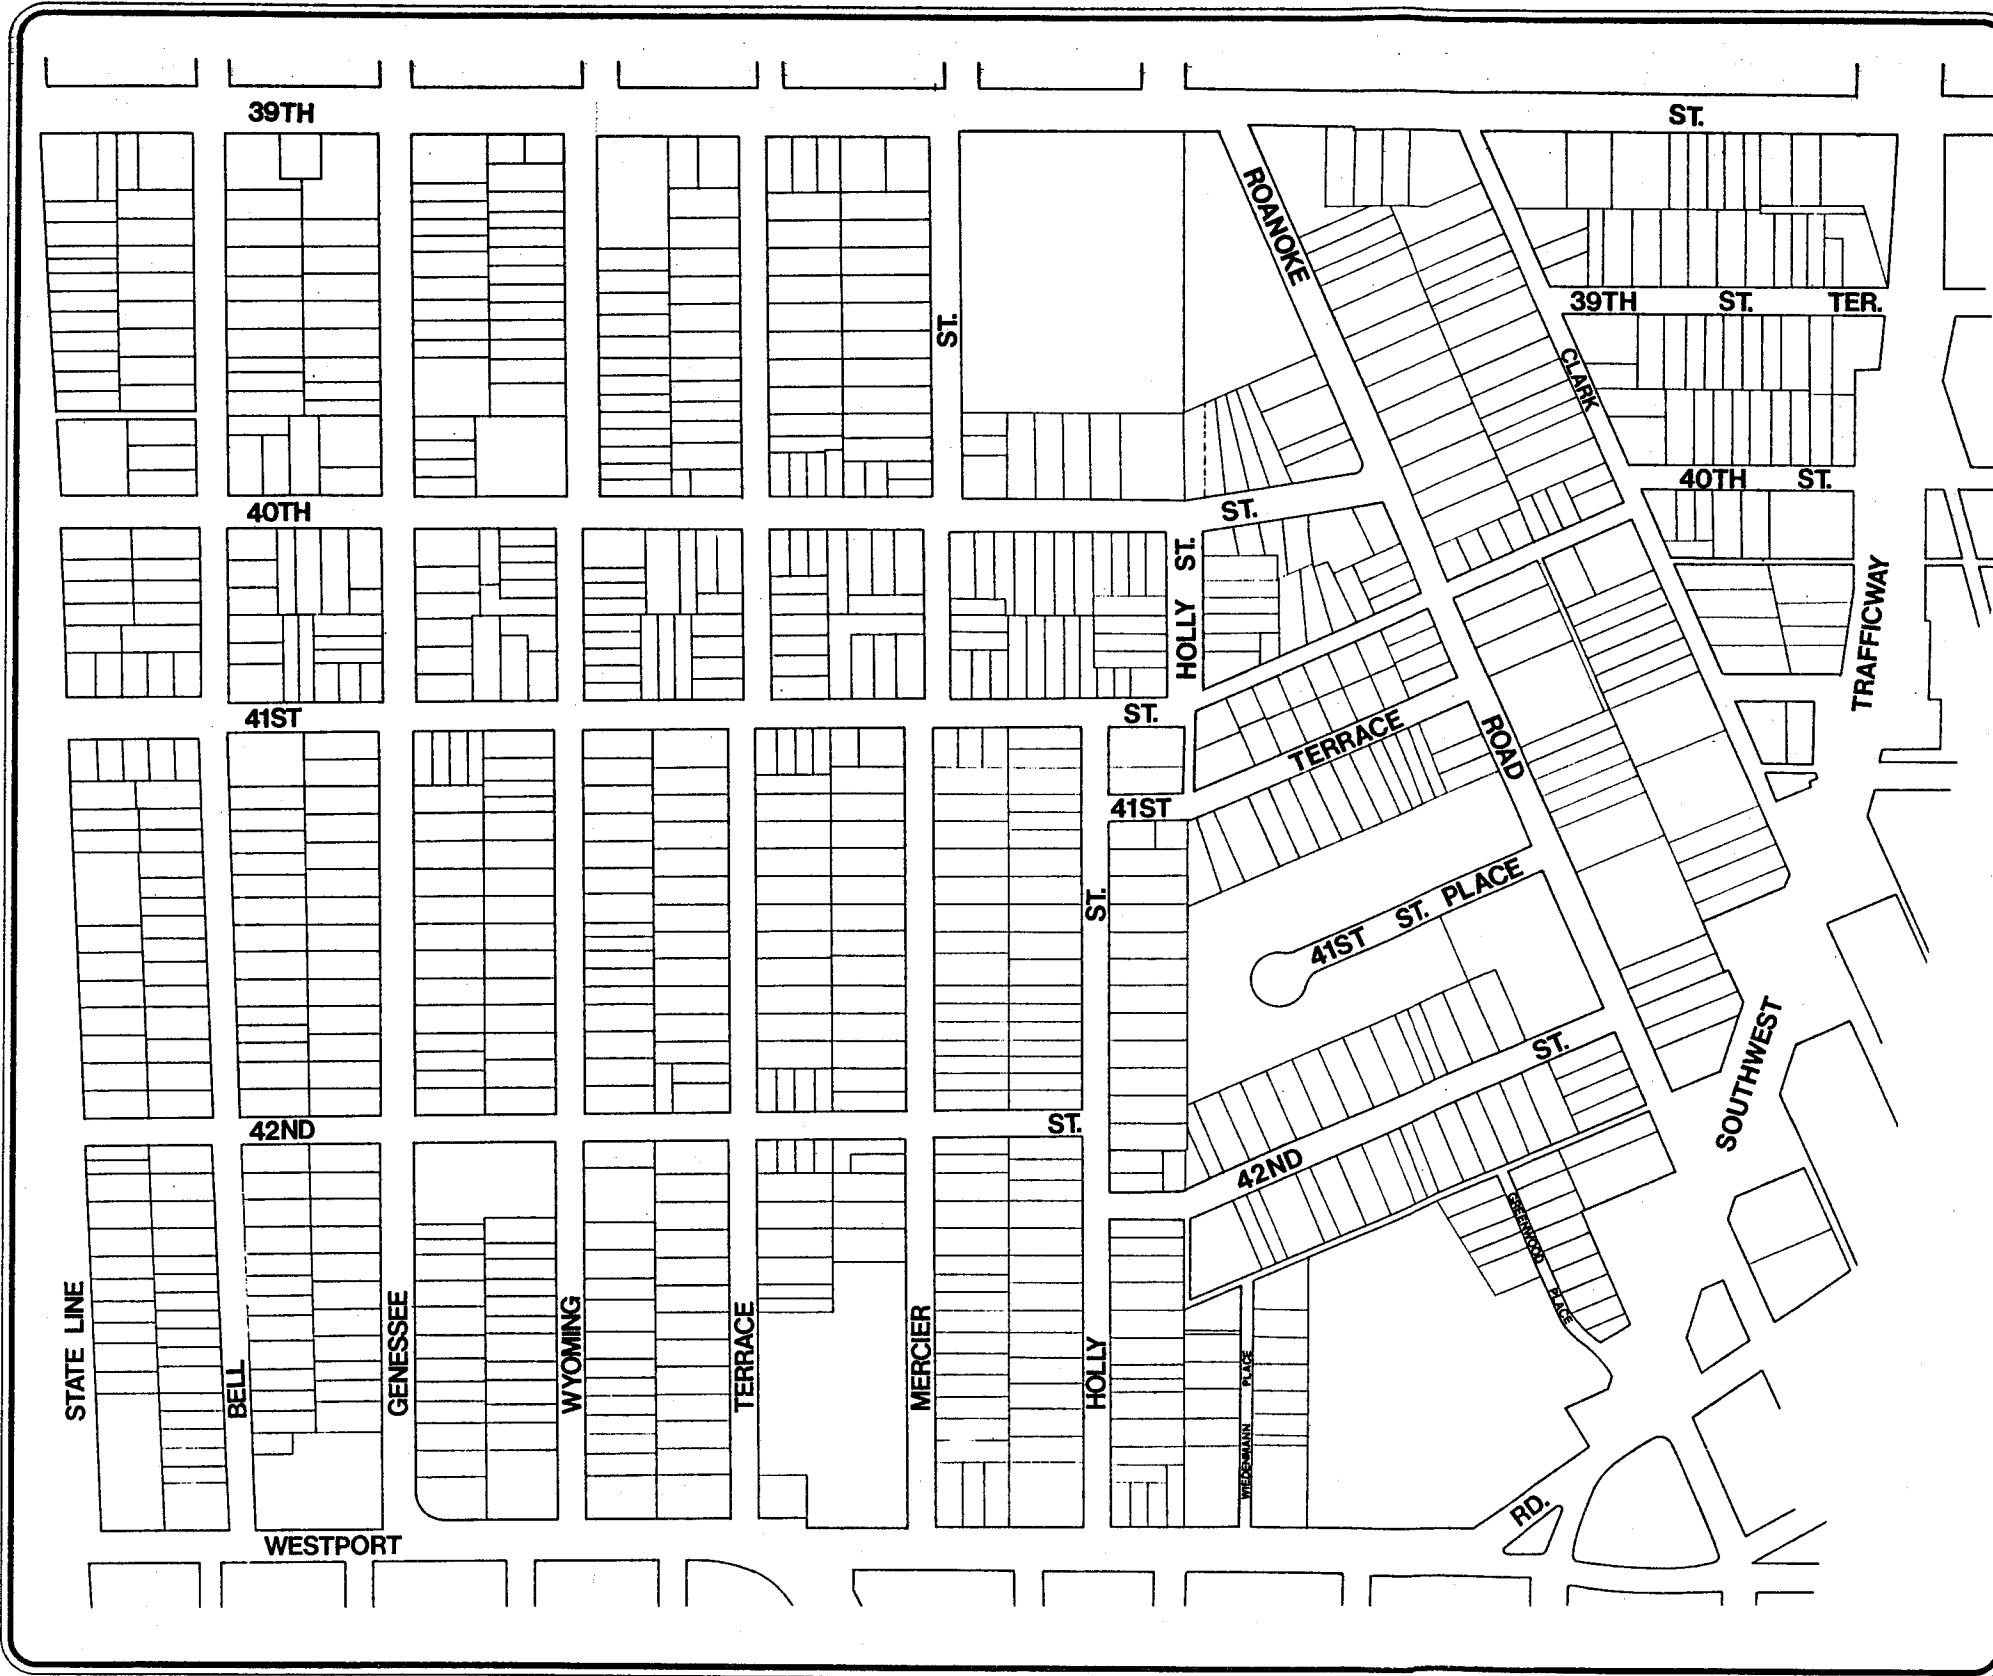 39TH ST.
ROANOKE
39TH ST. TER.
ST.
CLARK
40TH ST.
40TH ST.
HOLLY ST.
TRAFFICWAY
41ST ST.
TERRACE
ROAD
41ST
ST.
41ST ST. PLACE
SOUTHWEST
ST.
42ND ST.
42ND
GREENWOOD PLACE
STATE LINE
BELL
GENESSEE
WYOMING
TERRACE
MERCIER
HOLLY
WIEDENMANN PLACE
RD.
WESTPORT